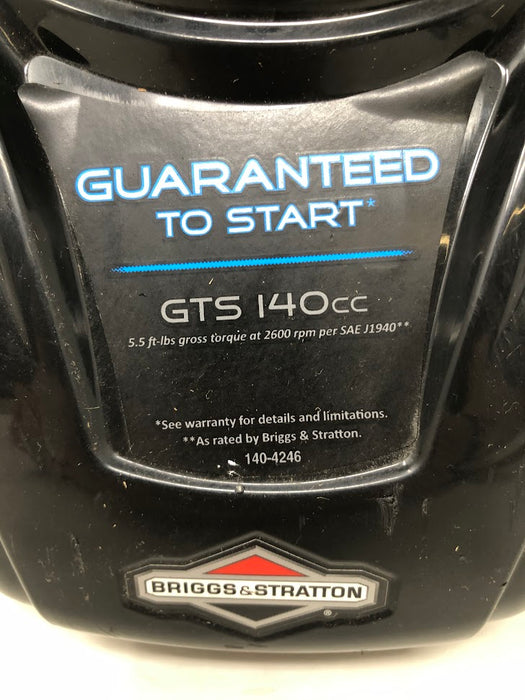 GUARANTEED
TO START*
GTS 140cc
5.5 ft-lbs gross torque at 2600 rpm per SAE J1940**
*See warranty for details and limitations.
**As rated by Briggs & Stratton.
140-4246
BRIGGS&STRATTON
®